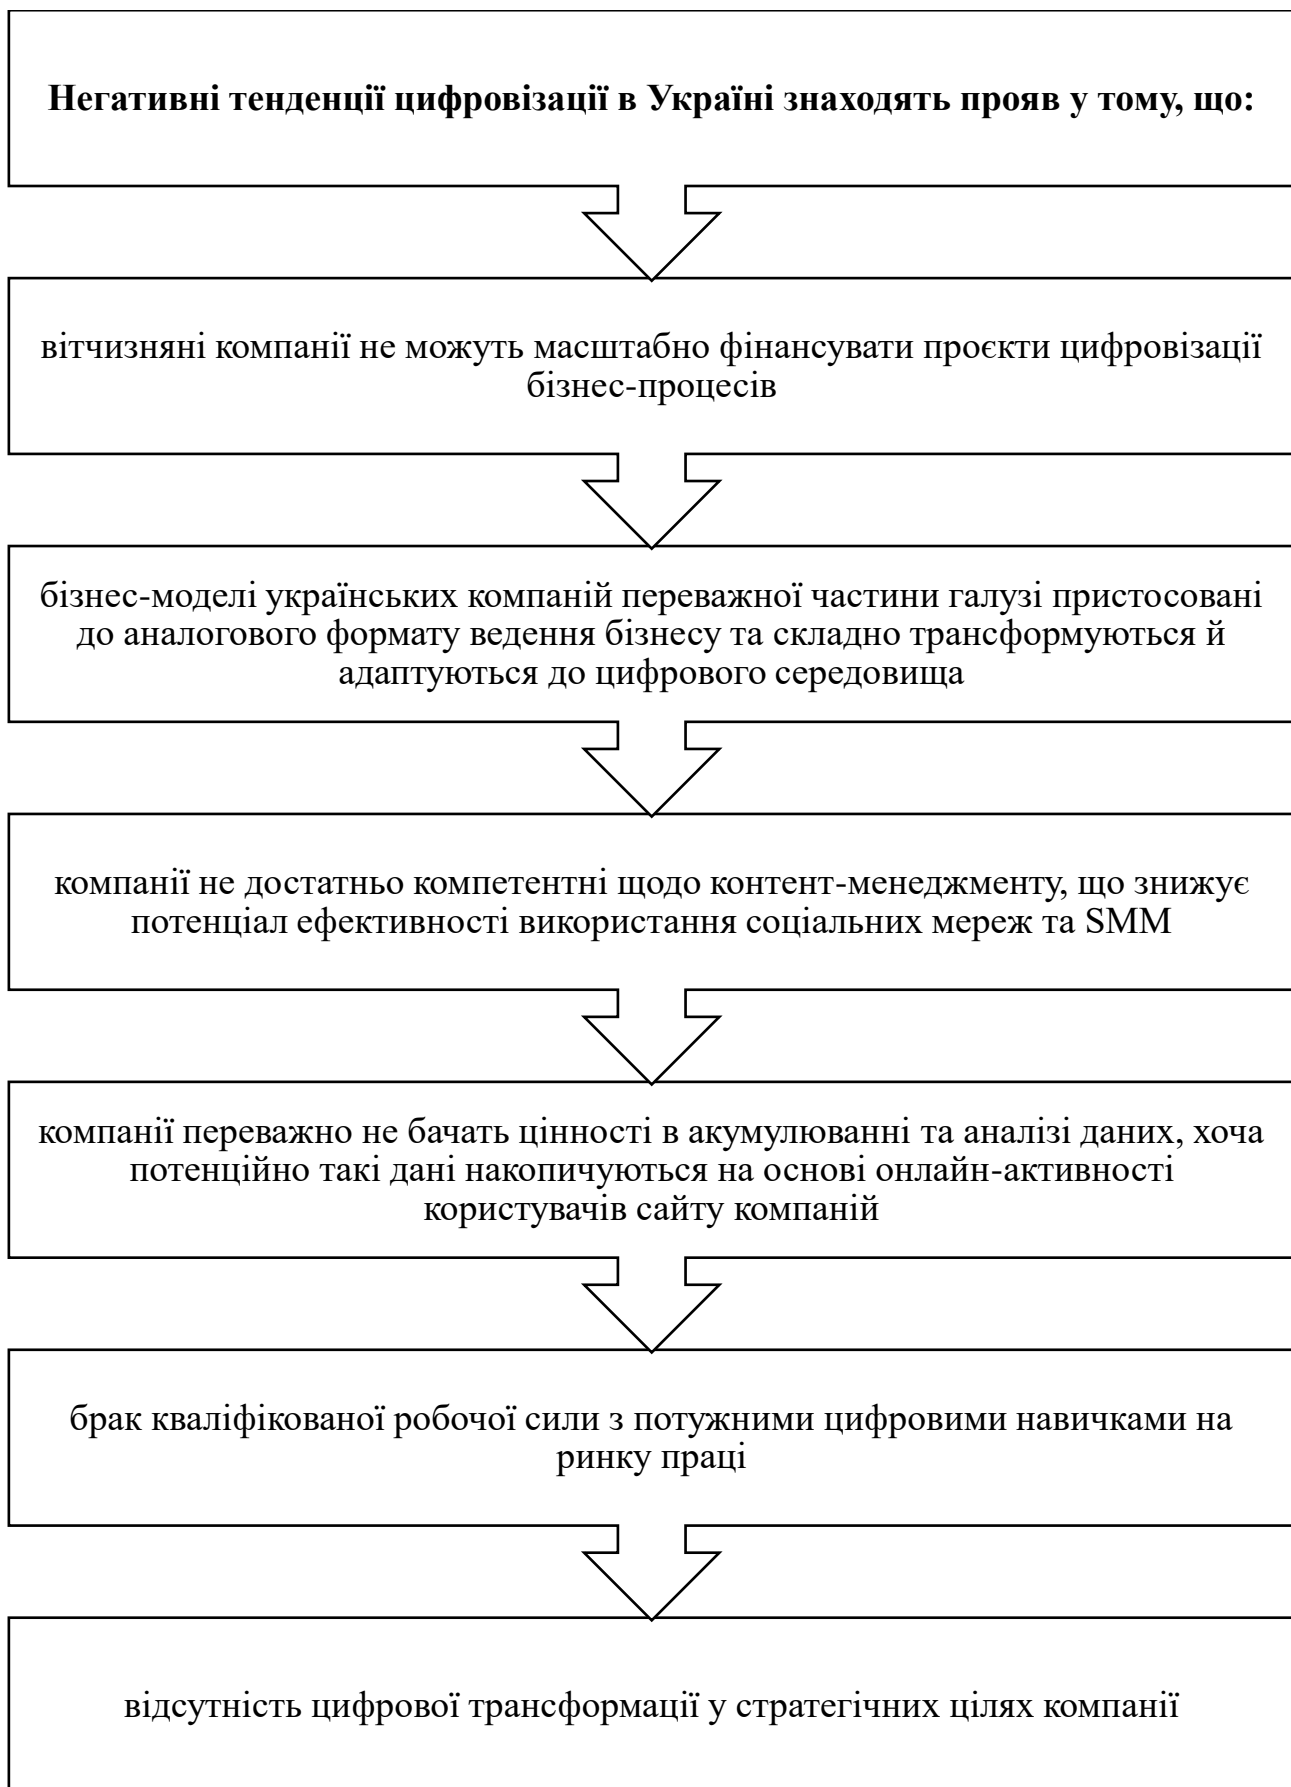 Негативні тенденції цифровізації в Україні знаходять прояв у тому, що:
вітчизняні компанії не можуть масштабно фінансувати проєкти цифровізації
бізнес-процесів
бізнес-моделі українських компаній переважної частини галузі пристосовані
до аналогового формату ведення бізнесу та складно трансформуються й
адаптуються до цифрового середовища
компанії не достатньо компетентні щодо контент-менеджменту, що знижує
потенціал ефективності використання соціальних мереж та SMM
компанії переважно не бачать цінності в акумулюванні та аналізі даних, хоча
потенційно такі дані накопичуються на основі онлайн-активності
користувачів сайту компаній
брак кваліфікованої робочої сили з потужними цифровими навичками на
ринку праці
відсутність цифрової трансформації у стратегічних цілях компанії